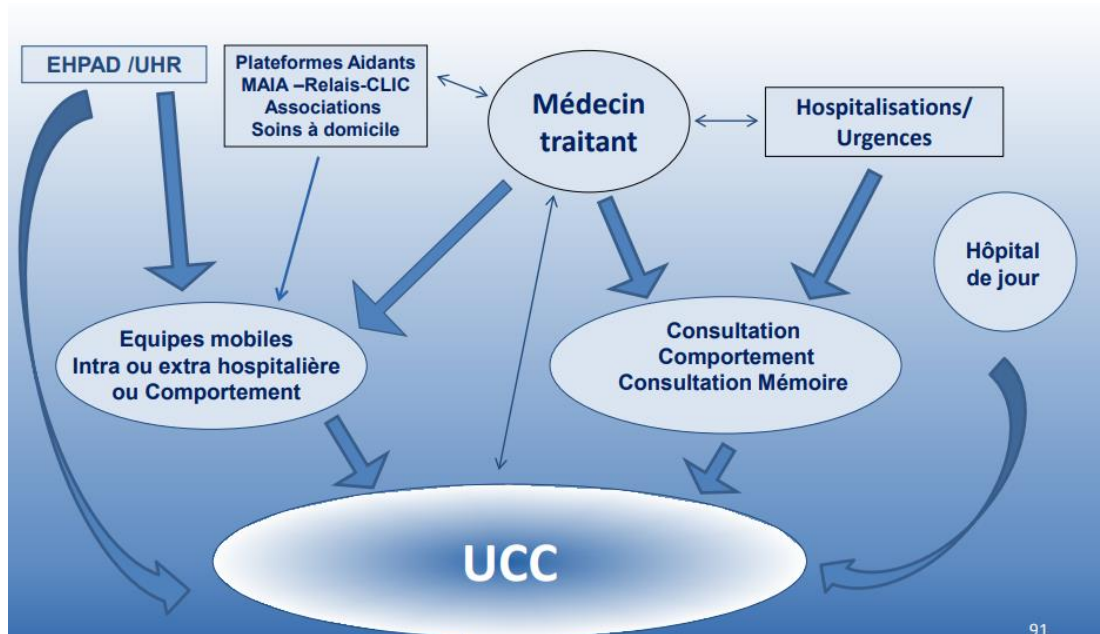 EHPAD /UHR
Plateformes Aidants
MAIA –Relais-CLIC
Associations
Soins à domicile
Médecin
traitant
Hospitalisations/
Urgences
Hôpital
de jour
Equipes mobiles
Intra ou extra hospitalière
ou Comportement
Consultation
Comportement
Consultation Mémoire
UCC
91